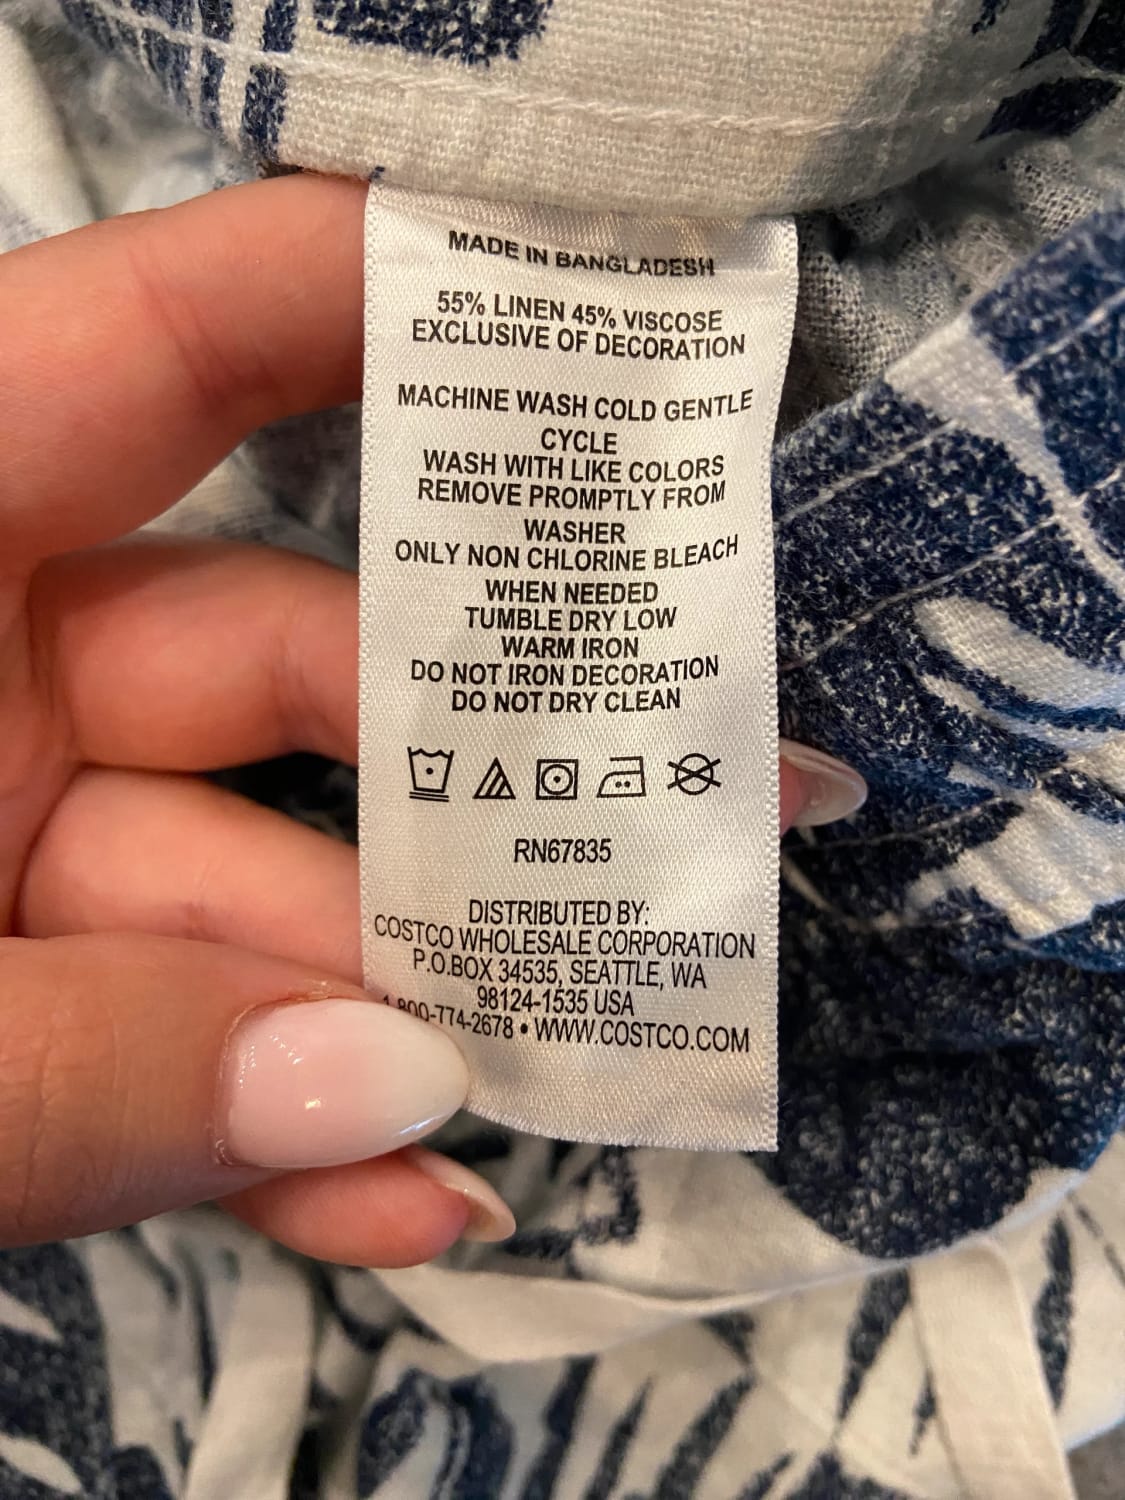 MADE IN BANGLADESH
55% LINEN 45% VISCOSE
EXCLUSIVE OF DECORATION
MACHINE WASH COLD GENTLE
CYCLE
WASH WITH LIKE COLORS
REMOVE PROMPTLY FROM
WASHER
ONLY NON CHLORINE BLEACH
WHEN NEEDED
TUMBLE DRY LOW
WARM IRON
DO NOT IRON DECORATION
DO NOT DRY CLEAN
RN67835
DISTRIBUTED BY:
COSTCO WHOLESALE CORPORATION
P.O.BOX 34535, SEATTLE, WA
98124-1535 USA
1-800-774-2678 • WWW.COSTCO.COM